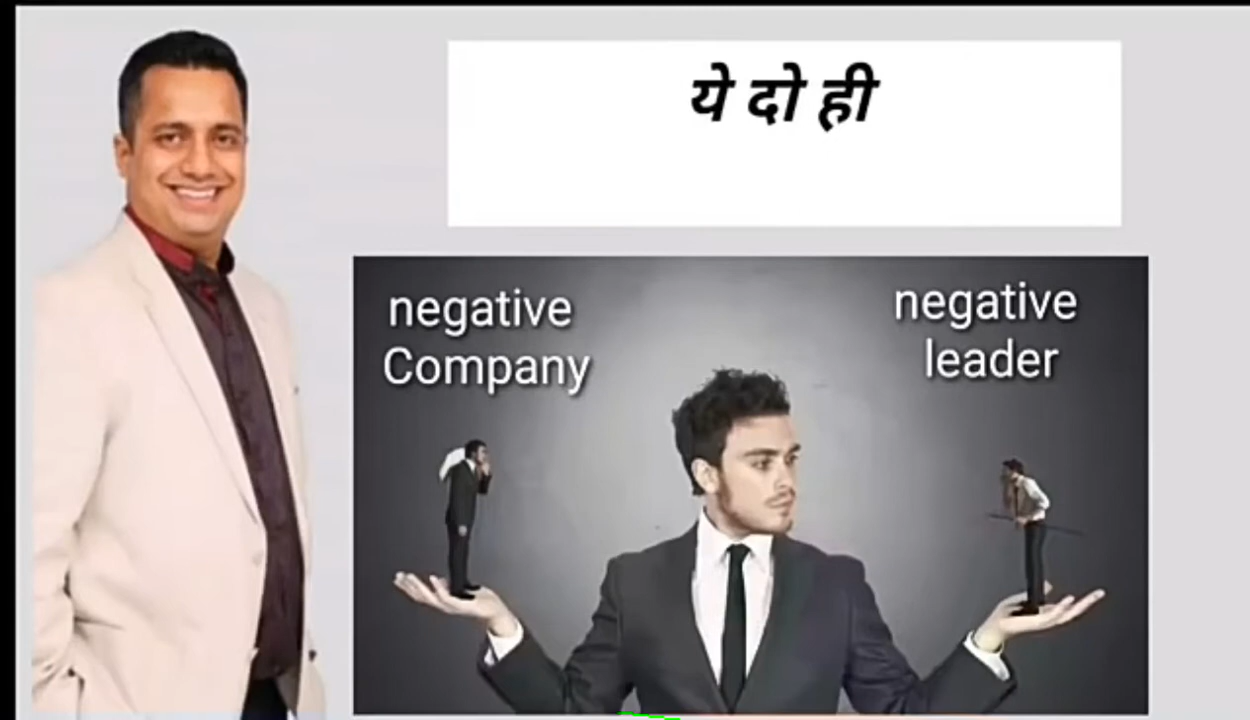 ये दो ही
negative
Company
negative
leader